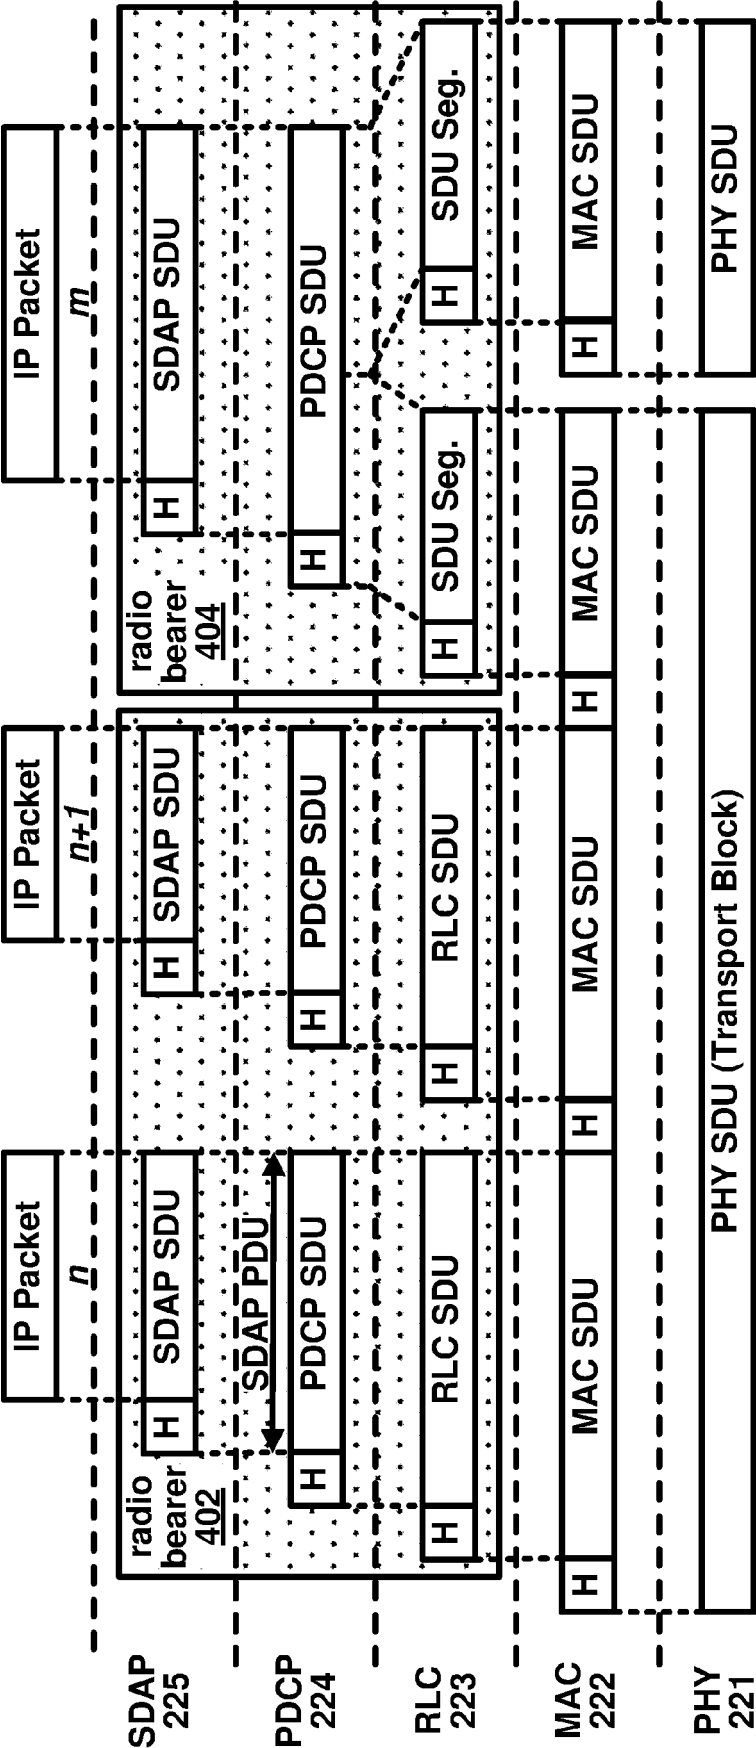 IP Packet
n
IP Packet
n+1
IP Packet
m
SDAP
225
radio
bearer
402
H
SDAP SDU
H
SDAP SDU
radio
bearer
404
H
SDAP SDU
SDAP PDU
PDCP
224
H
PDCP SDU
H
PDCP SDU
H
PDCP SDU
RLC
223
H
RLC SDU
H
RLC SDU
H
SDU Seg.
H
SDU Seg.
MAC
222
H
MAC SDU
H
MAC SDU
H
MAC SDU
H
MAC SDU
PHY
221
PHY SDU (Transport Block)
PHY SDU